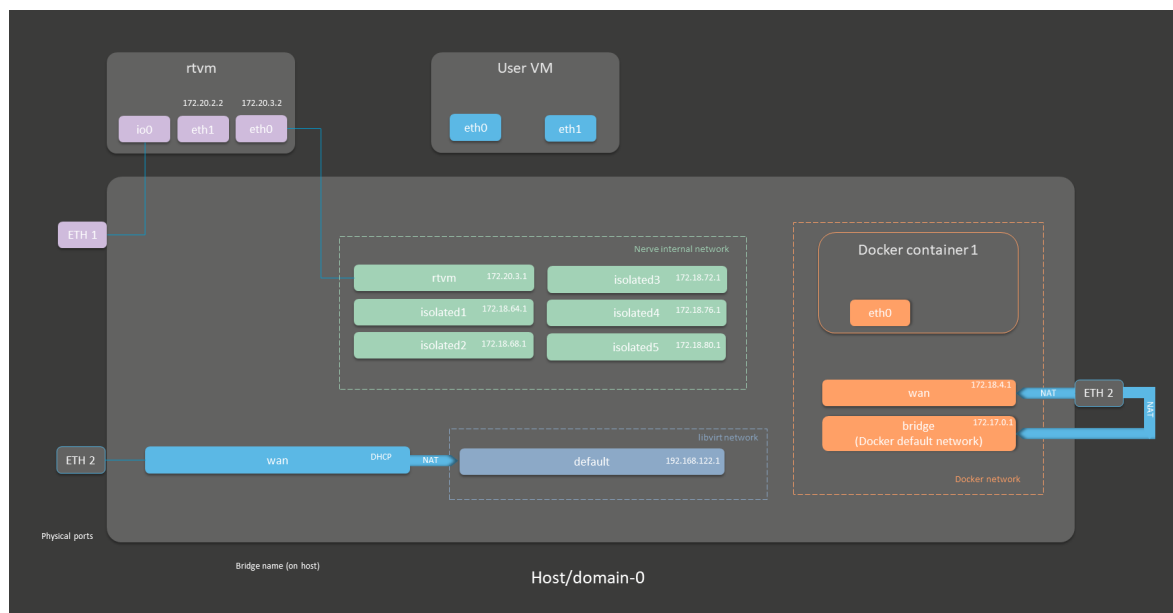 rtvm
User VM
172.20.2.2
172.20.3.2
io0
eth1
eth0
eth0
eth1
ETH 1
Nerve internal network
rtvm
172.20.3.1
isolated3
172.18.72.1
isolated1
172.18.64.1
isolated4
172.18.76.1
isolated2
172.18.68.1
isolated5
172.18.80.1
Docker container 1
eth0
wan
172.18.4.1
NAT
ETH 2
NAT
bridge
172.17.0.1
(Docker default network)
Docker network
ETH 2
wan
DHCP
NAT
libvirt network
default
192.168.122.1
Physical ports
Bridge name (on host)
Host/domain-0